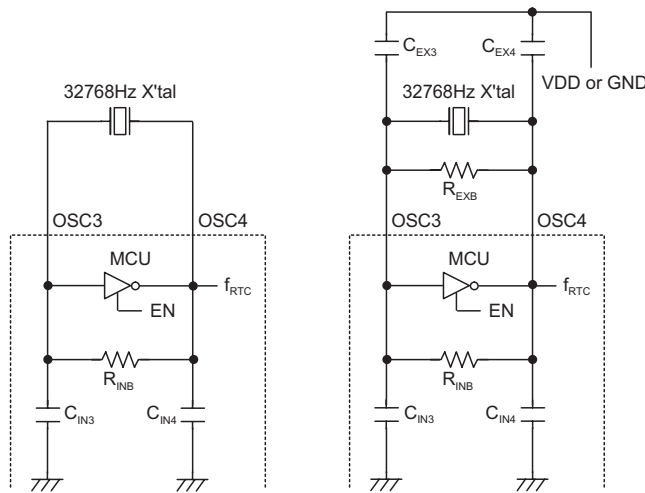 32768Hz X'tal
OSC3
OSC4
MCU
fRTC
EN
RINB
CIN3
CIN4
CEX3
CEX4
VDD or GND
32768Hz X'tal
REXB
OSC3
OSC4
MCU
fRTC
EN
RINB
CIN3
CIN4